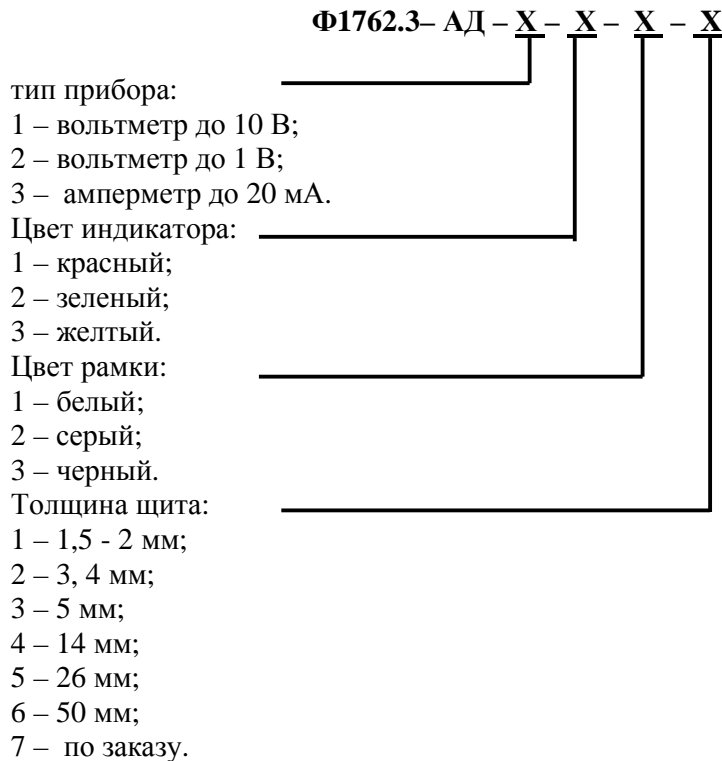 Ф1762.3– АД – Х – Х – Х – Х
тип прибора:
1 – вольтметр до 10 В;
2 – вольтметр до 1 В;
3 – амперметр до 20 мА.
Цвет индикатора:
1 – красный;
2 – зеленый;
3 – желтый.
Цвет рамки:
1 – белый;
2 – серый;
3 – черный.
Толщина щита:
1 – 1,5 - 2 мм;
2 – 3, 4 мм;
3 – 5 мм;
4 – 14 мм;
5 – 26 мм;
6 – 50 мм;
7 – по заказу.